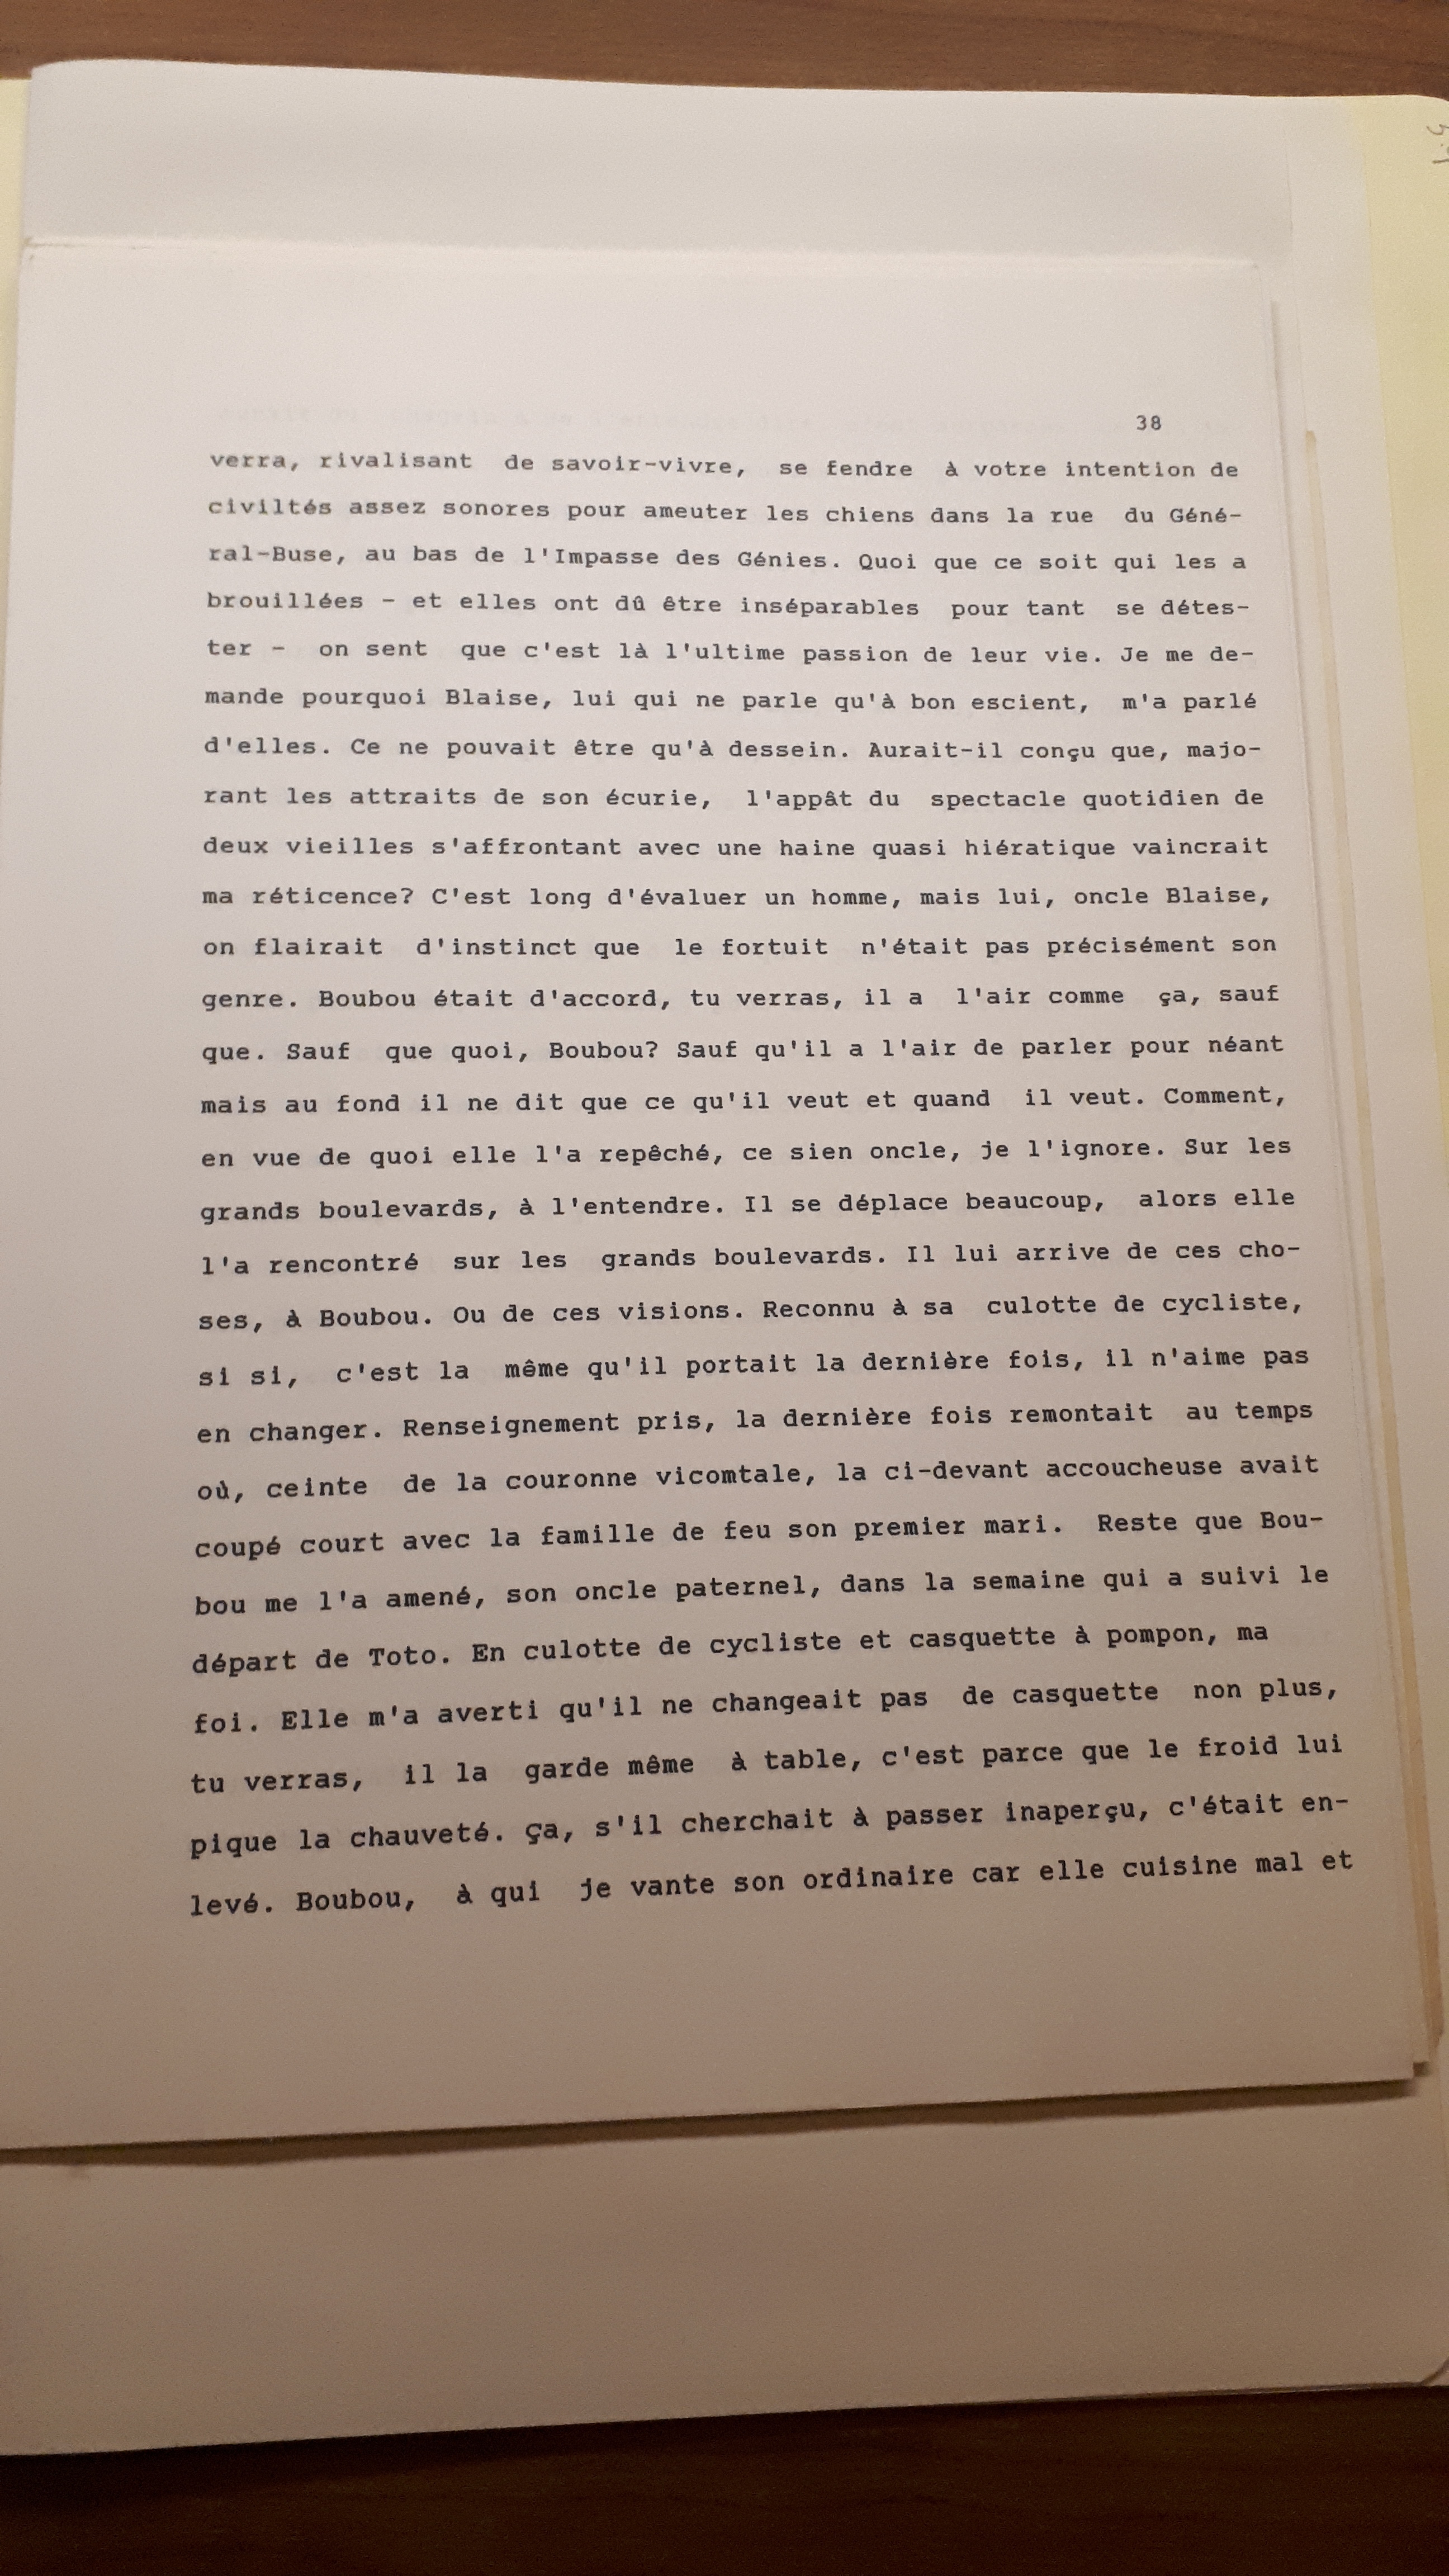 38
verra, rivalisant de savoir-vivre, se fendre à votre intention de
civiltés assez sonores pour ameuter les chiens dans la rue du Géné-
ral-Buse, au bas de l'Impasse des Génies. Quoi que ce soit qui les a
brouillées - et elles ont dû être inséparables pour tant se détes-
ter - on sent que c'est là l'ultime passion de leur vie. Je me de-
mande pourquoi Blaise, lui qui ne parle qu'à bon escient, m'a parlé
d'elles. Ce ne pouvait être qu'à dessein. Aurait-il conçu que, majo-
rant les attraits de son écurie, l'appât du spectacle quotidien de
deux vieilles s'affrontant avec une haine quasi hiératique vaincrait
ma réticence? C'est long d'évaluer un homme, mais lui, oncle Blaise,
on flairait d'instinct que le fortuit n'était pas précisément son
genre. Boubou était d'accord, tu verras, il a l'air comme ça, sauf
que. Sauf que quoi, Boubou? Sauf qu'il a l'air de parler pour néant
mais au fond il ne dit que ce qu'il veut et quand il veut. Comment,
en vue de quoi elle l'a repêché, ce sien oncle, je l'ignore. Sur les
grands boulevards, à l'entendre. Il se déplace beaucoup, alors elle
l'a rencontré sur les grands boulevards. Il lui arrive de ces cho-
ses, à Boubou. Ou de ces visions. Reconnu à sa culotte de cycliste,
si si, c'est la même qu'il portait la dernière fois, il n'aime pas
en changer. Renseignement pris, la dernière fois remontait au temps
où, ceinte de la couronne vicomtale, la ci-devant accoucheuse avait
coupé court avec la famille de feu son premier mari. Reste que Bou-
bou me l'a amené, son oncle paternel, dans la semaine qui a suivi le
départ de Toto. En culotte de cycliste et casquette à pompon, ma
foi. Elle m'a averti qu'il ne changeait pas de casquette non plus,
tu verras, il la garde même à table, c'est parce que le froid lui
pique la chauveté. ça, s'il cherchait à passer inaperçu, c'était en-
levé. Boubou, à qui je vante son ordinaire car elle cuisine mal et